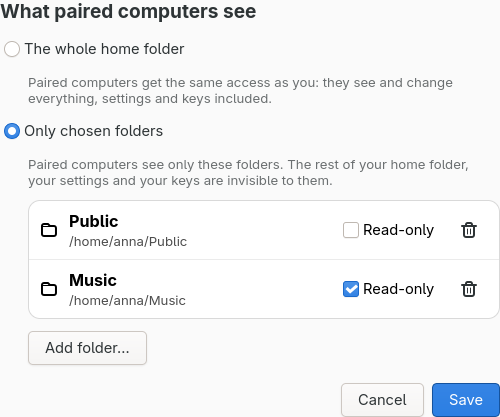 What paired computers see
The whole home folder
Paired computers get the same access as you: they see and change
everything, settings and keys included.
Only chosen folders
Paired computers see only these folders. The rest of your home folder,
your settings and your keys are invisible to them.
Public
/home/anna/Public
Read-only
Music
/home/anna/Music
Read-only
Add folder...
Cancel
Save